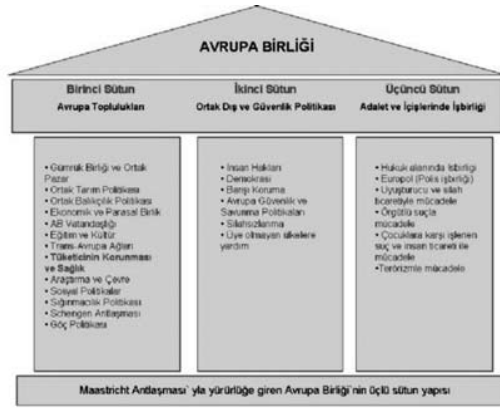 AVRUPA BİRLİĞİ
Birinci Sütun
Avrupa Toplulukları
• Gümrük Birliği ve Ortak
Pazar
• Ortak Tarım Politikası
• Ortak Balıkçılık Politikası
• Ekonomik ve Parasal Birlik
• AB Vatandaşlığı
• Eğitim ve Kültür
• Trans-Avrupa Ağları
• Tüketicinin Korunması
ve Sağlık
• Araştırma ve Çevre
• Sosyal Politikalar
• Sığınmacılık Politikası
• Schengen Antlaşması
• Göç Politikası
İkinci Sütun
Ortak Dış ve Güvenlik Politikası
• İnsan Hakları
• Demokrasi
• Barışı Koruma
• Avrupa Güvenlik ve
Savunma Politikaları
• Silahsızlanma
• Üye olmayan ülkelere
yardım
Üçüncü Sütun
Adalet ve İçişlerinde İşbirliği
• Hukuk alanında İşbirliği
• Europol (Polis işbirliği)
• Uyuşturucu ve silah
ticaretiyle mücadele
• Örgütlü suçla
mücadele
• Çocuklara karşı işlenen
suç ve insan ticareti ile
mücadele
•Terörizmle mücadele
Maastricht Antlaşması` yla yürürlüğe giren Avrupa Birliği`nin üçlü sütun yapısı